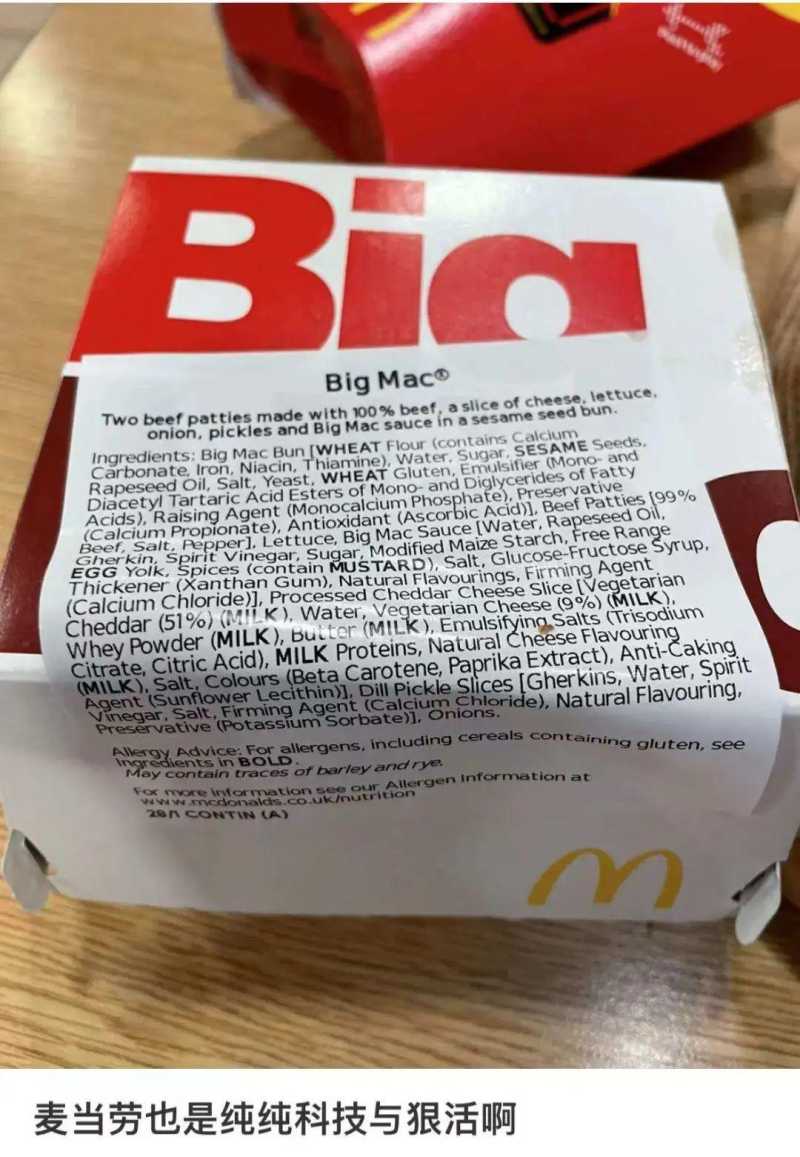 Big
Big Mac®
Two beef patties made with 100% beef, a slice of cheese, lettuce,
onion, pickles and Big Mac sauce in a sesame seed bun.
Ingredients: Big Mac Bun [WHEAT Flour (contains Calcium
Carbonate, Iron, Niacin, Thiamine), Water, Sugar, SESAME Seeds,
Rapeseed Oil, Salt, Yeast, WHEAT Gluten, Emulsifier (Mono- and
Diacetyl Tartaric Acid Esters of Mono- and Diglycerides of Fatty
Acids), Raising Agent (Monocalcium Phosphate), Preservative
(Calcium Propionate), Antioxidant (Ascorbic Acid)], Beef Patties [99%
Beef, Salt, Pepper], Lettuce, Big Mac Sauce [Water, Rapeseed Oil,
Gherkin, Spirit Vinegar, Sugar, Modified Maize Starch, Free Range
EGG Yolk, Spices (contain MUSTARD), Salt, Glucose-Fructose Syrup,
Thickener (Xanthan Gum), Natural Flavourings, Firming Agent
(Calcium Chloride)], Processed Cheddar Cheese Slice [Vegetarian
Cheddar (51%) (MILK), Water, Vegetarian Cheese (9%) (MILK),
Whey Powder (MILK), Butter (MILK), Emulsifying Salts (Trisodium
Citrate, Citric Acid), MILK Proteins, Natural Cheese Flavouring
(MILK), Salt, Colours (Beta Carotene, Paprika Extract), Anti-Caking
Agent (Sunflower Lecithin)], Dill Pickle Slices [Gherkins, Water, Spirit
Vinegar, Salt, Firming Agent (Calcium Chloride), Natural Flavouring,
Preservative (Potassium Sorbate)], Onions.
Allergy Advice: For allergens, including cereals containing gluten, see
Ingredients in BOLD.
May contain traces of barley and rye.
For more information see our Allergen Information at
www.mcdonalds.co.uk/nutrition
28/1 CONTIN (A)
麦当劳也是纯纯科技与狠活啊